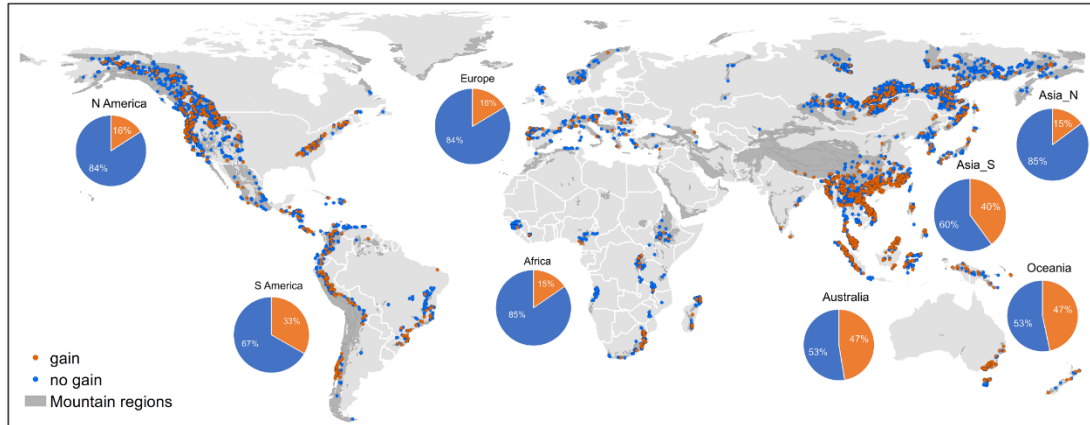 N America
16%
84%
Europe
16%
84%
Asia_N
15%
85%
Asia_S
40%
60%
S America
33%
67%
Africa
15%
85%
Australia
47%
53%
Oceania
47%
53%
gain
no gain
Mountain regions